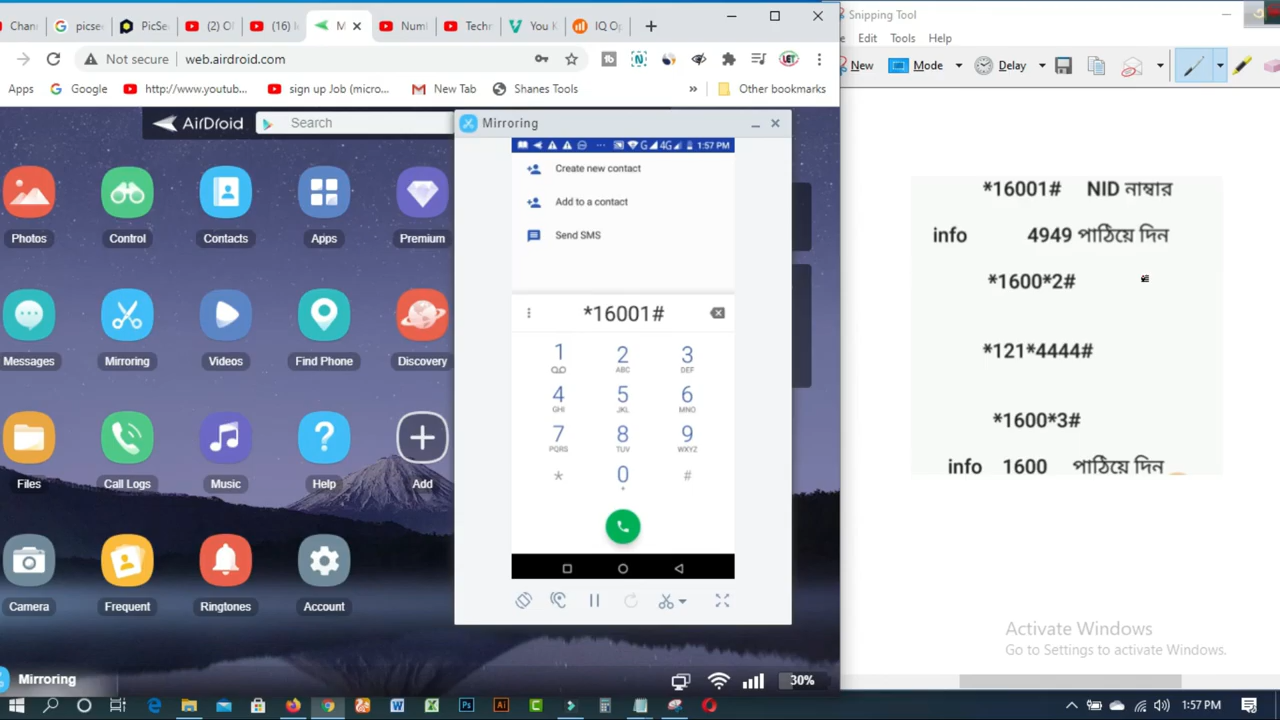 Chan
picse
picSe
(2) Of
(16) I
M
Numl
Techr
You K
IQ Op
Not secure web.airdroid.com
Apps
Google
http://www.youtub...
sign up Job (micro...
New Tab
Shanes Tools
»
Other bookmarks
AirDroid
Search
Photos
Control
Contacts
Apps
Premium
Messages
Mirroring
Videos
Find Phone
Discovery
Files
Call Logs
Music
Help
Add
Camera
Frequent
Ringtones
Account
Mirroring
30%
Mirroring
G 4G 1:57 PM
Create new contact
Add to a contact
Send SMS
*16001#
1
2 ABC
3 DEF
4 GHI
5 JKL
6 MNO
7 PQRS
8 TUV
9 WXYZ
*
0 +
#
Snipping Tool
Edit Tools Help
New Mode Delay
*16001# NID নাম্বার
info 4949 পাঠিয়ে দিন
*1600*2#
*121*4444#
*1600*3#
info 1600 পাঠিয়ে দিন
Activate Windows
Go to Settings to activate Windows.
1:57 PM